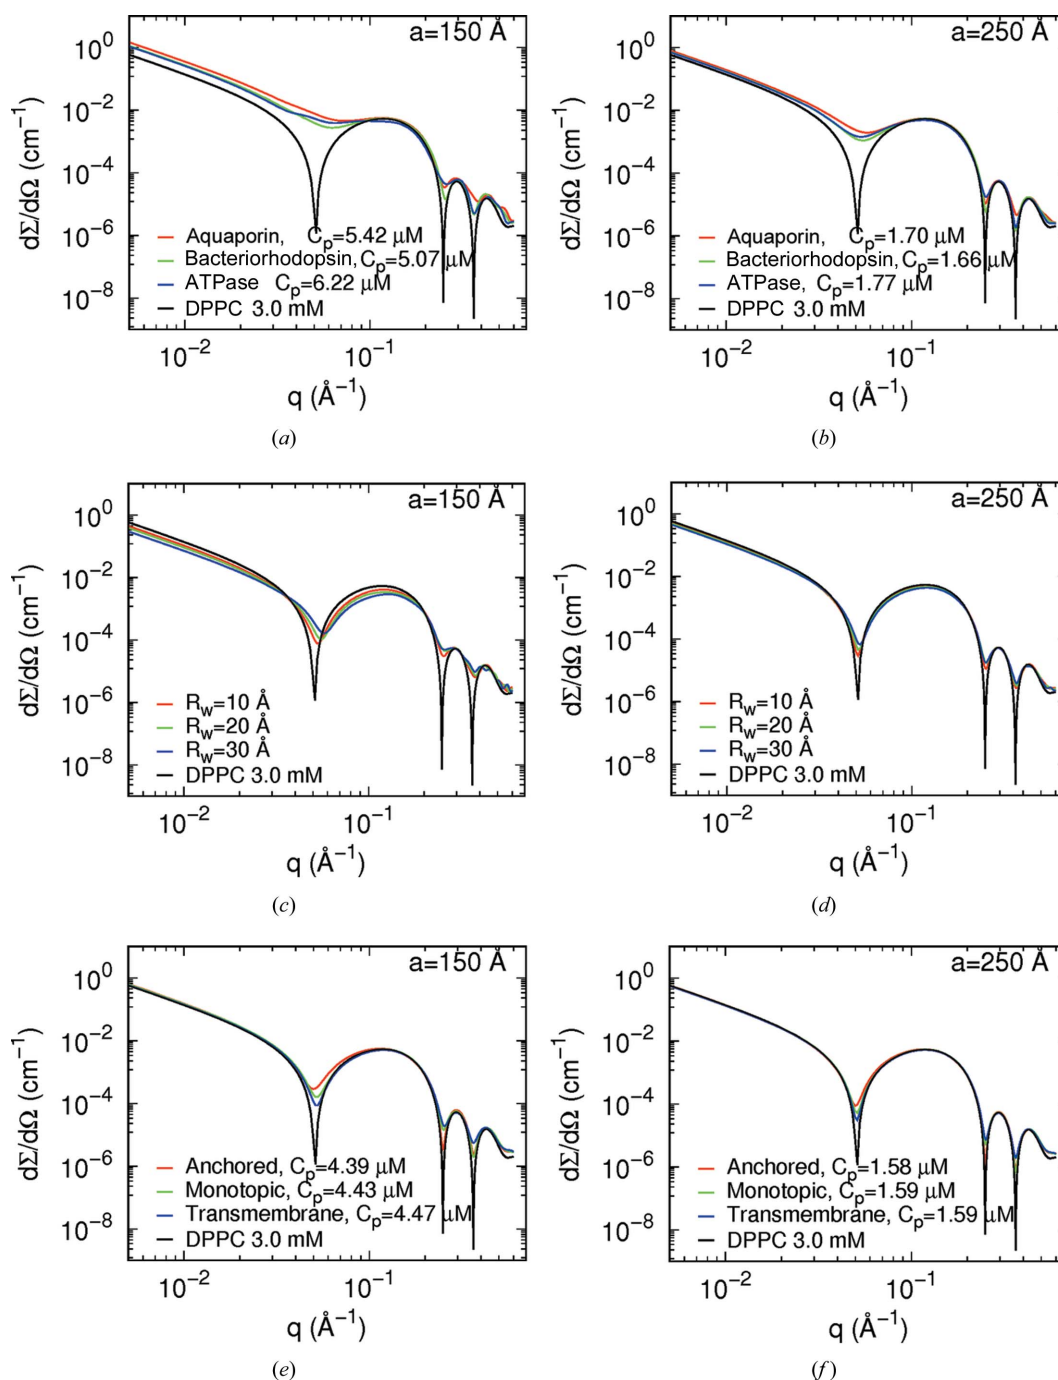 a=150 Å
10⁰
10⁻²
10⁻⁴
10⁻⁶
10⁻⁸
dΣ/dΩ (cm⁻¹)
Aquaporin, Cₚ=5.42 μM
Bacteriorhodopsin, Cₚ=5.07 μM
ATPase Cₚ=6.22 μM
DPPC 3.0 mM
10⁻² 10⁻¹
q (Å⁻¹)
(a)
a=250 Å
10⁰
10⁻²
10⁻⁴
10⁻⁶
10⁻⁸
dΣ/dΩ (cm⁻¹)
Aquaporin, Cₚ=1.70 μM
Bacteriorhodopsin, Cₚ=1.66 μM
ATPase, Cₚ=1.77 μM
DPPC 3.0 mM
10⁻² 10⁻¹
q (Å⁻¹)
(b)
a=150 Å
10⁰
10⁻²
10⁻⁴
10⁻⁶
10⁻⁸
dΣ/dΩ (cm⁻¹)
R_w=10 Å
R_w=20 Å
R_w=30 Å
DPPC 3.0 mM
10⁻² 10⁻¹
q (Å⁻¹)
(c)
a=250 Å
10⁰
10⁻²
10⁻⁴
10⁻⁶
10⁻⁸
dΣ/dΩ (cm⁻¹)
R_w=10 Å
R_w=20 Å
R_w=30 Å
DPPC 3.0 mM
10⁻² 10⁻¹
q (Å⁻¹)
(d)
a=150 Å
10⁰
10⁻²
10⁻⁴
10⁻�6
10⁻⁸
dΣ/dΩ (cm⁻¹)
Anchored, Cₚ=4.39 μM
Monotopic, Cₚ=4.43 μM
Transmembrane, Cₚ=4.47 μM
DPPC 3.0 mM
10⁻² 10⁻¹
q (Å⁻¹)
(e)
a=250 Å
10⁰
10⁻²
10⁻⁴
10⁻⁶
10⁻⁸
dΣ/dΩ (cm⁻¹)
Anchored, Cₚ=1.58 μM
Monotopic, Cₚ=1.59 μM
Transmembrane, Cₚ=1.59 μM
DPPC 3.0 mM
10⁻² 10⁻¹
q (Å⁻¹)
(f)